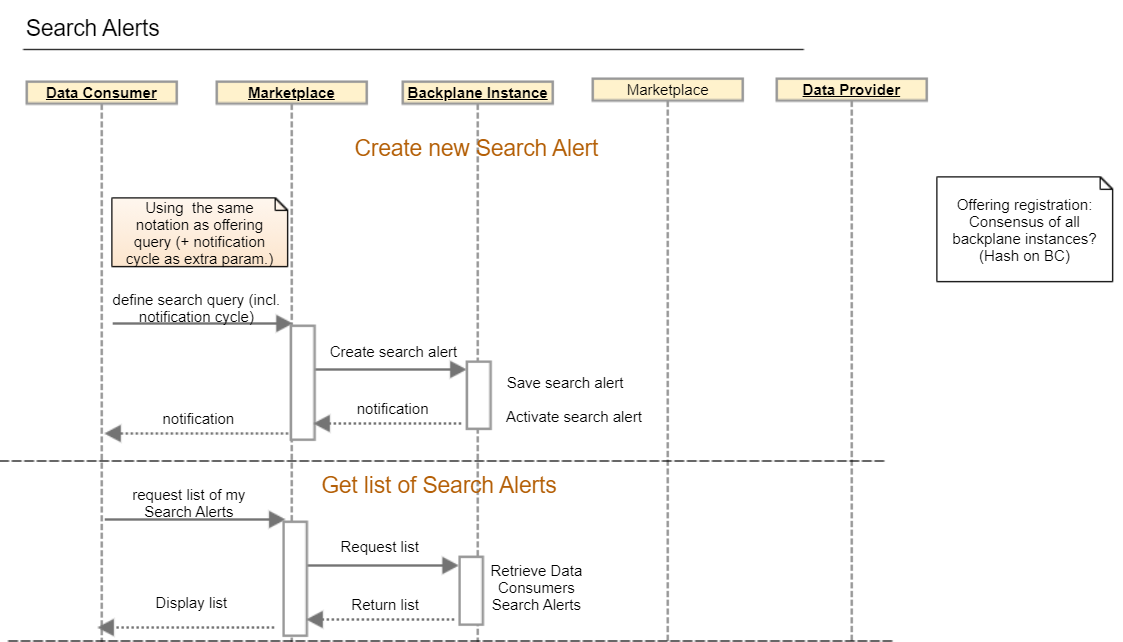 Search Alerts
Data Consumer
Marketplace
Backplane Instance
Marketplace
Data Provider
Create new Search Alert
Using the same
notation as offering
query (+ notification
cycle as extra param.)
Offering registration:
Consensus of all
backplane instances?
(Hash on BC)
define search query (incl.
notification cycle)
Create search alert
Save search alert
notification
Activate search alert
notification
Get list of Search Alerts
request list of my
Search Alerts
Request list
Retrieve Data
Consumers
Search Alerts
Display list
Return list